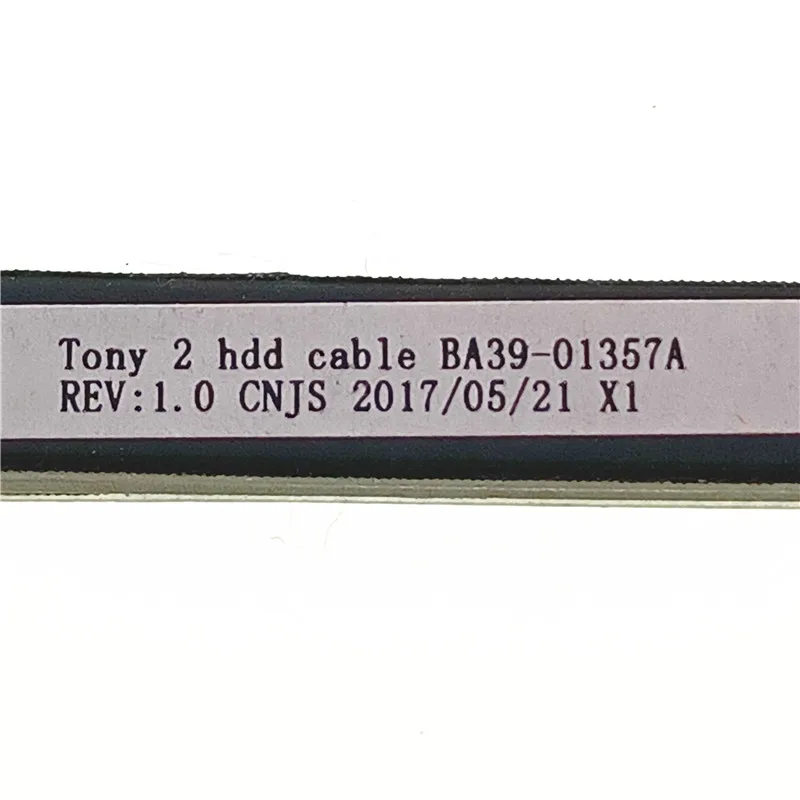 Tony 2 hdd cable BA39-01357A
REV:1.0 CNJS 2017/05/21 X1